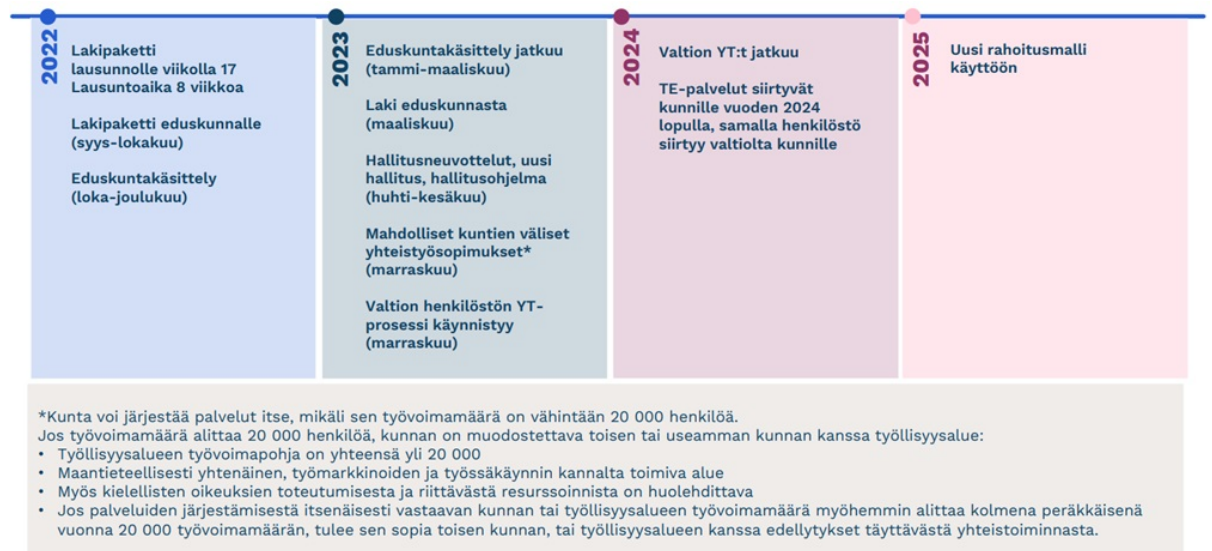 2022
Lakipaketti
lausunnolle viikolla 17
Lausuntoaika 8 viikkoa
Lakipaketti eduskunnalle
(syys-lokakuu)
Eduskuntakäsittely
(loka-joulukuu)
2023
Eduskuntakäsittely jatkuu
(tammi-maaliskuu)
Laki eduskunnasta
(maaliskuu)
Hallitusneuvottelut, uusi
hallitus, hallitusohjelma
(huhti-kesäkuu)
Mahdolliset kuntien väliset
yhteistyösopimukset*
(marraskuu)
Valtion henkilöstön YT-
prosessi käynnistyy
(marraskuu)
2024
Valtion YT:t jatkuu
TE-palvelut siirtyvät
kunnille vuoden 2024
lopulla, samalla henkilöstö
siirtyy valtiolta kunnille
2025
Uusi rahoitusmalli
käyttöön
*Kunta voi järjestää palvelut itse, mikäli sen työvoimamäärä on vähintään 20 000 henkilöä.
Jos työvoimamäärä alittaa 20 000 henkilöä, kunnan on muodostettava toisen tai useamman kunnan kanssa työllisyysalue:
• Työllisyysalueen työvoimapohja on yhteensä yli 20 000
• Maantieteellisesti yhtenäinen, työmarkkinoiden ja työssäkäynnin kannalta toimiva alue
• Myös kielellisten oikeuksien toteutumisesta ja riittävästä resurssoinnista on huolehdittava
• Jos palveluiden järjestämisestä itsenäisesti vastaavan kunnan tai työllisyysalueen työvoimamäärä myöhemmin alittaa kolmena peräkkäisenä
vuonna 20 000 työvoimamäärän, tulee sen sopia toisen kunnan, tai työllisyysalueen kanssa edellytykset täyttävästä yhteistoiminnasta.